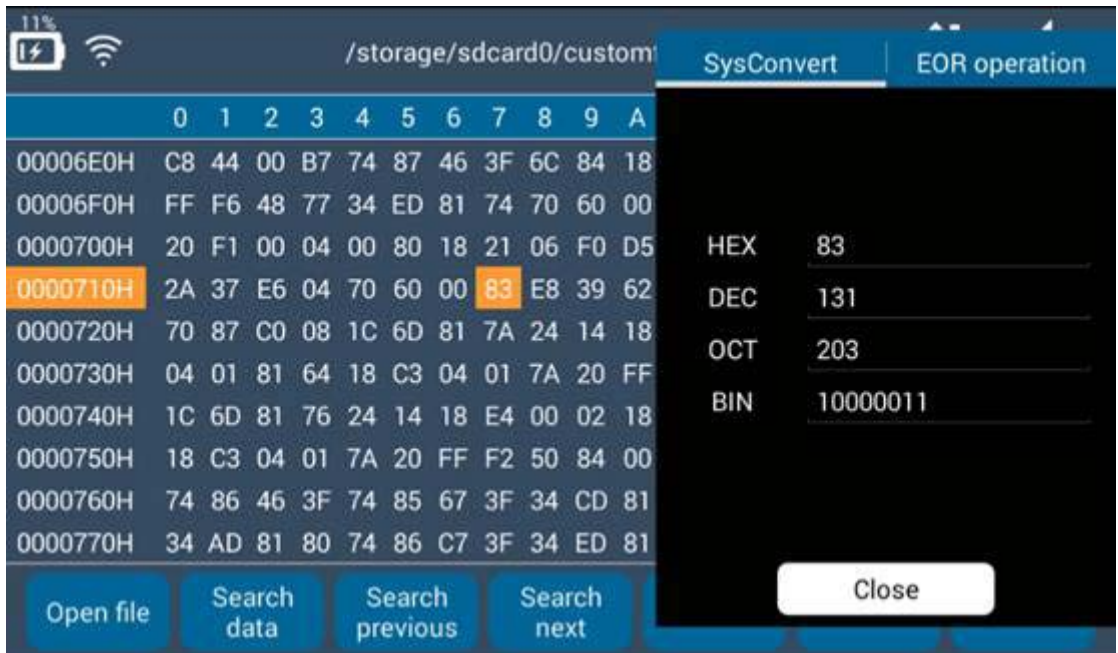 11%
/storage/sdcard0/custom
SysConvert
EOR operation
0 1 2 3 4 5 6 7 8 9 A
00006E0H C8 44 00 B7 74 87 46 3F 6C 84 18
00006F0H FF F6 48 77 34 ED 81 74 70 60 00
0000700H 20 F1 00 04 00 80 18 21 06 F0 D5
0000710H 2A 37 E6 04 70 60 00 83 E8 39 62
0000720H 70 87 C0 08 1C 6D 81 7A 24 14 18
0000730H 04 01 81 64 18 C3 04 01 7A 20 FF
0000740H 1C 6D 81 76 24 14 18 E4 00 02 18
0000750H 18 C3 04 01 7A 20 FF F2 50 84 00
0000760H 74 86 46 3F 74 85 67 3F 34 CD 81
0000770H 34 AD 81 80 74 86 C7 3F 34 ED 81
HEX 83
DEC 131
OCT 203
BIN 10000011
Close
Open file
Search
data
Search
previous
Search
next